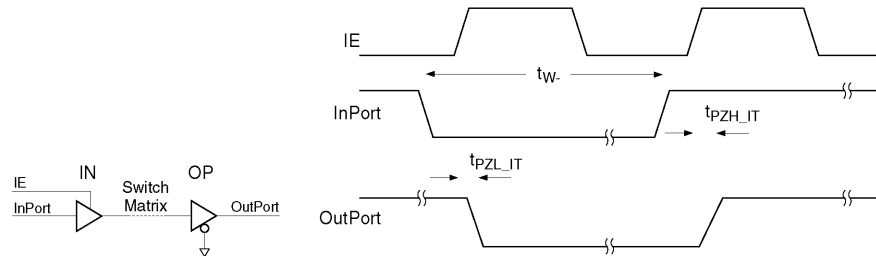 IE
InPort
IN
Switch
Matrix
OP
OutPort
IE
tW-
InPort
tPZH_IT
tPZL_IT
OutPort